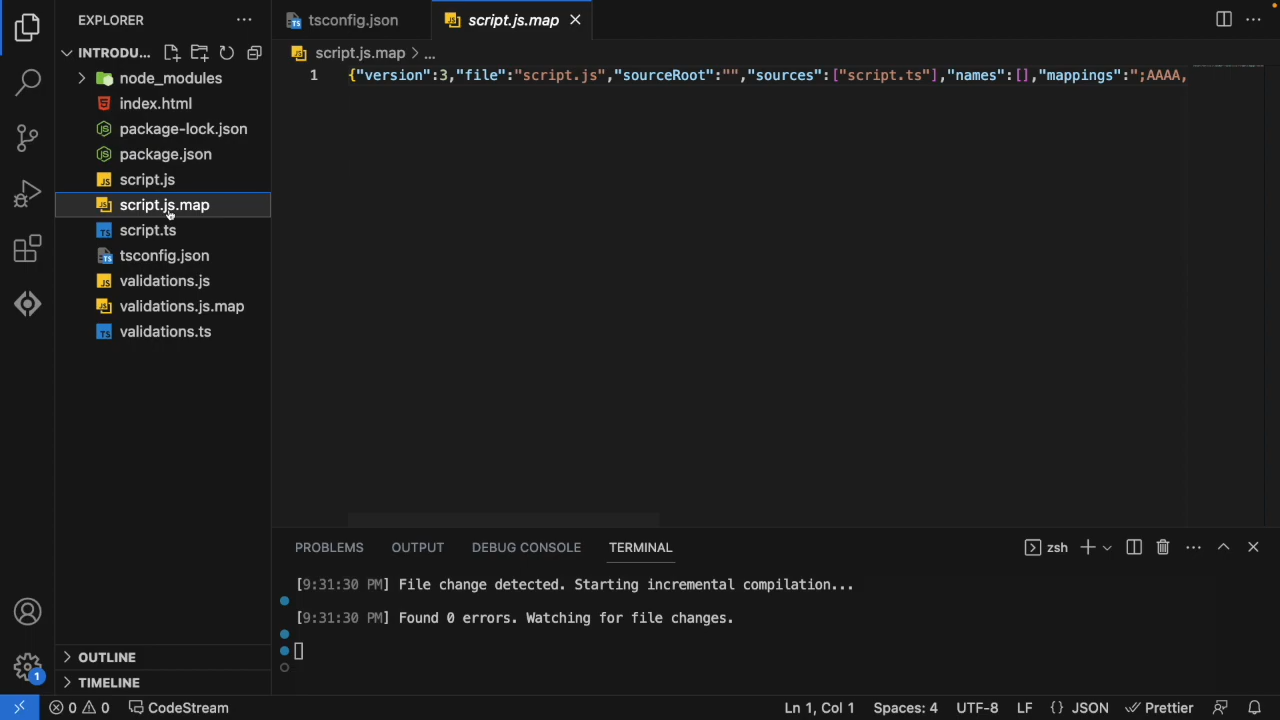 EXPLORER
INTRODU...
node_modules
index.html
package-lock.json
package.json
script.js
script.js.map
script.ts
tsconfig.json
validations.js
validations.js.map
validations.ts
OUTLINE
TIMELINE
tsconfig.json
script.js.map
script.js.map > ...
1 {"version":3,"file":"script.js","sourceRoot":"","sources":["script.ts"],"names":[],"mappings":";AAAA,
PROBLEMS OUTPUT DEBUG CONSOLE TERMINAL
zsh
[9:31:30 PM] File change detected. Starting incremental compilation...
[9:31:30 PM] Found 0 errors. Watching for file changes.
1
0 0 CodeStream Ln 1, Col 1 Spaces: 4 UTF-8 LF {} JSON Prettier